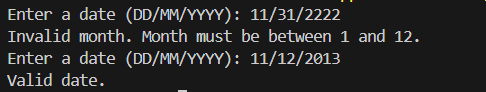 Enter a date (DD/MM/YYYY): 11/31/2222
Invalid month. Month must be between 1 and 12.
Enter a date (DD/MM/YYYY): 11/12/2013
Valid date.